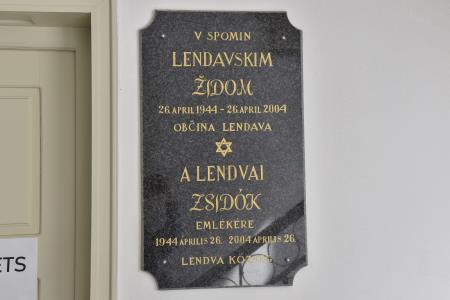 V SPOMIN
LENDAVSKIM
ŽIDOM
26. APRIL 1944 - 26. APRIL 2004
OBČINA LENDAVA
A LENDVAI
ZSIDÓK
EMLÉKÉRE
1944 ÁPRILIS 26. 2004 ÁPRILIS 26.
LENDVA KÖZSÉG
ETS